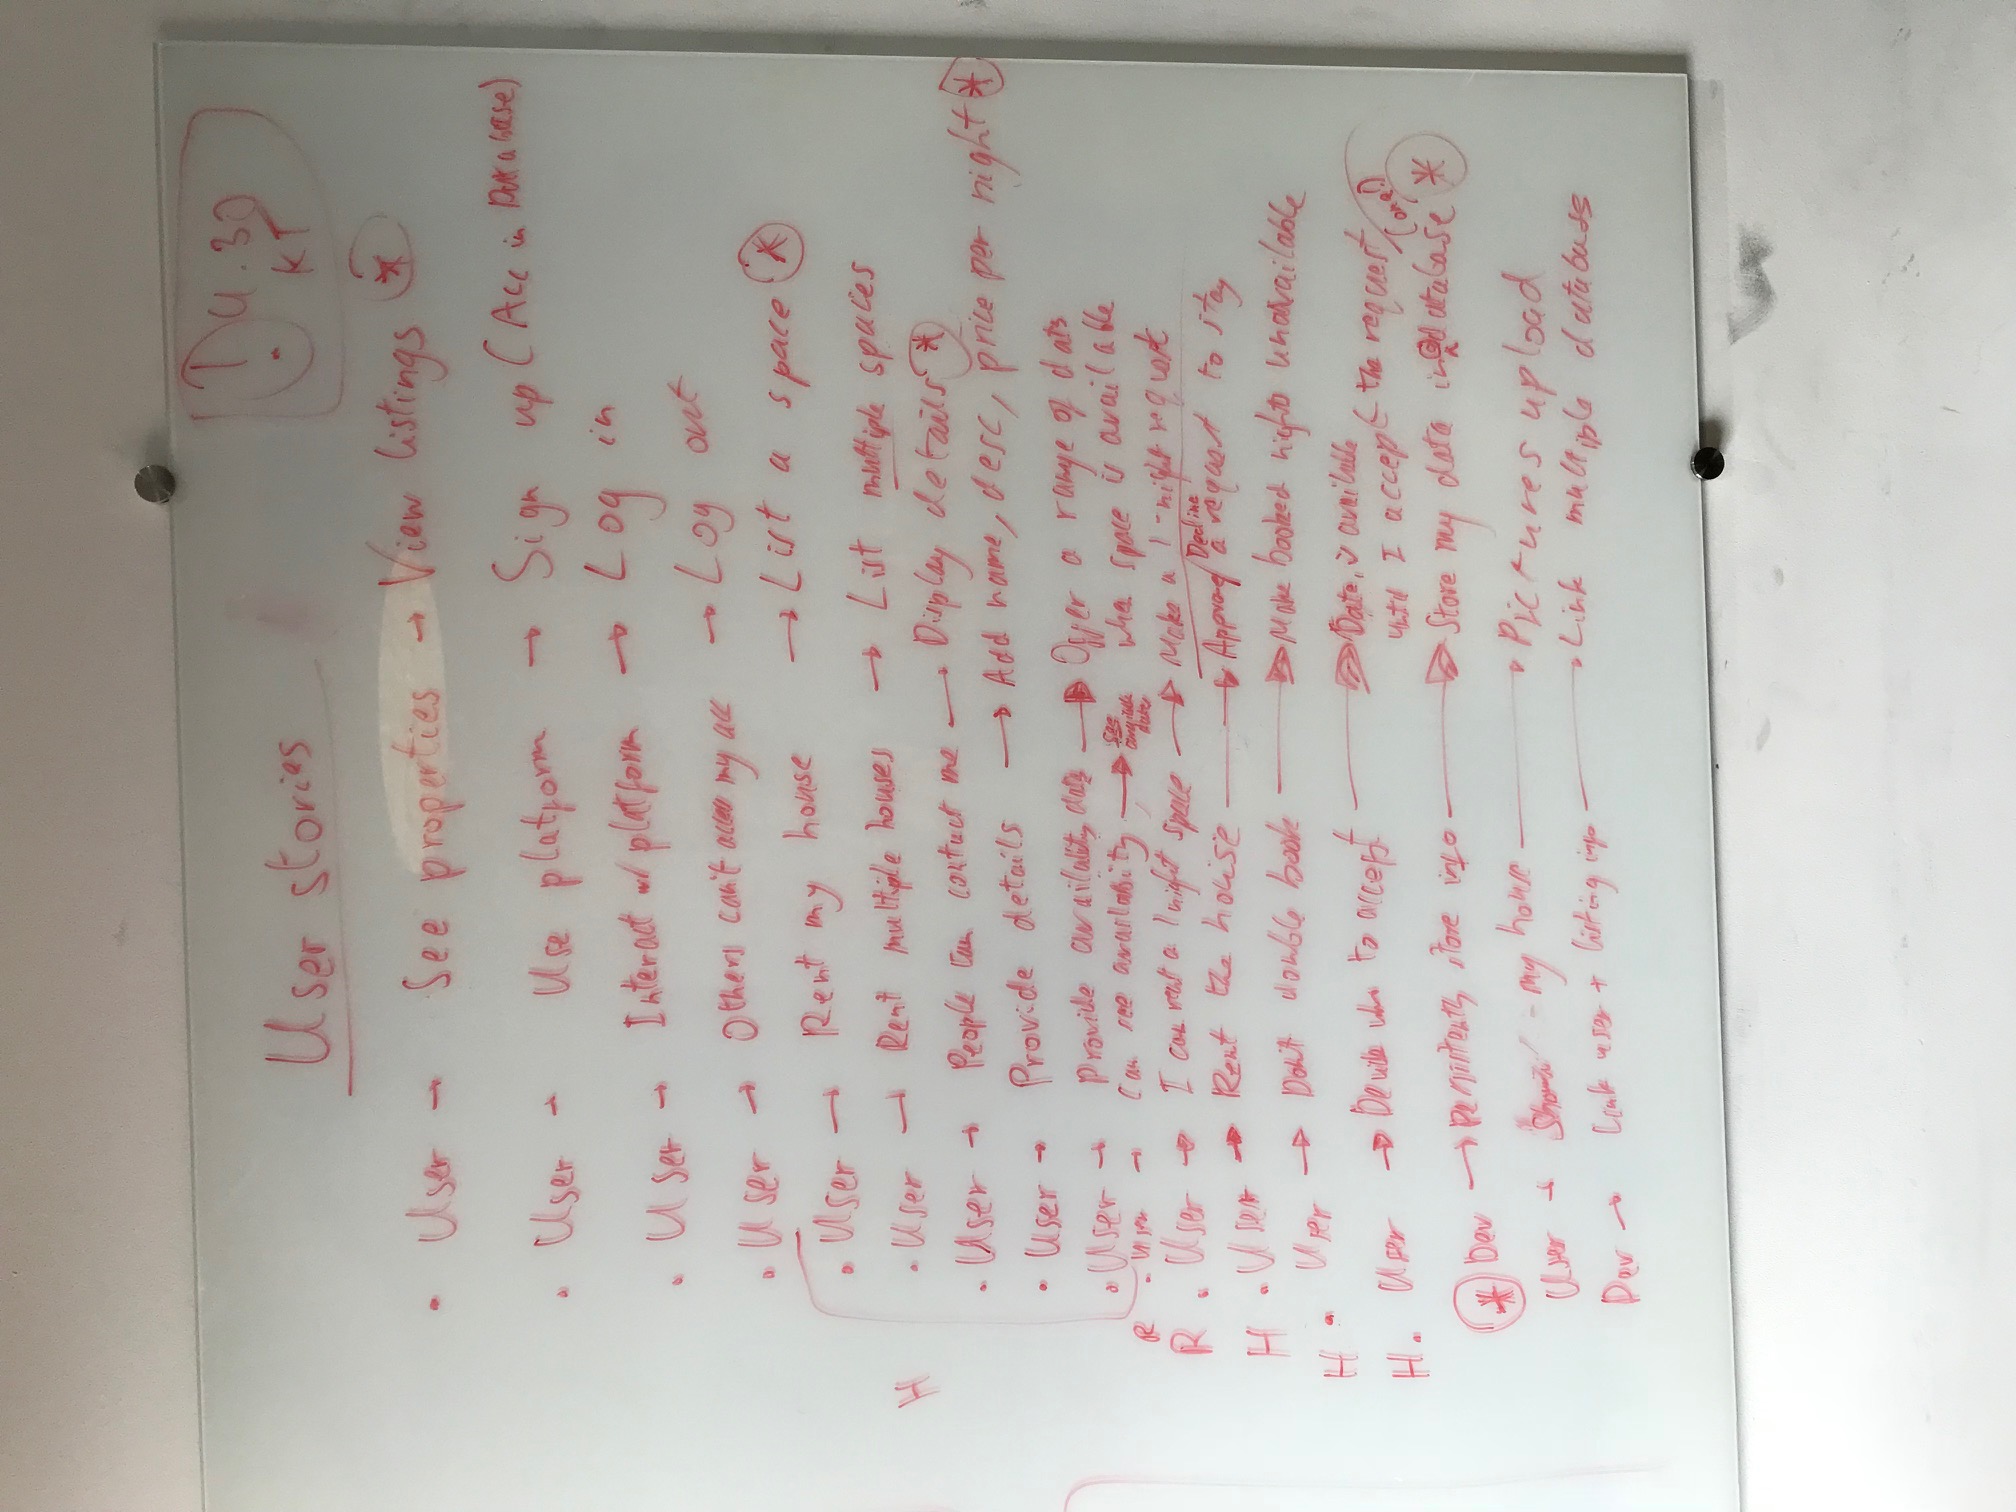 U.30
KT
User stories
• User → See properties → View listings *
• User → Use platform → Sign up (Acc in Database)
• User → Interact w/ platform → Log in
• User → Others can't access my acc → Log out
• User → Rent my house → List a space *
H • User → Rent multiple houses → List multiple spaces
• User → People can contact me → Display details *
• User → Provide details → Add name, desc, price per night *
• User → Provide availability → Offer a range of dats
when space is available
R • User → Can see availability → see available dates
R • User → I can rent a 1 night space → Make a 1-night request
H • User → Rent the house → Approve/Decline a request to stay
H • User → Don't double book → Make booked nights unavailable
H • User → Decide who to accept → Date is available
until I accept the request
* Dev → Persistently store info → Store my data in a database (one!) *
User → my house → Pictures upload
Dev → Link user + listing info → Link multiple databases